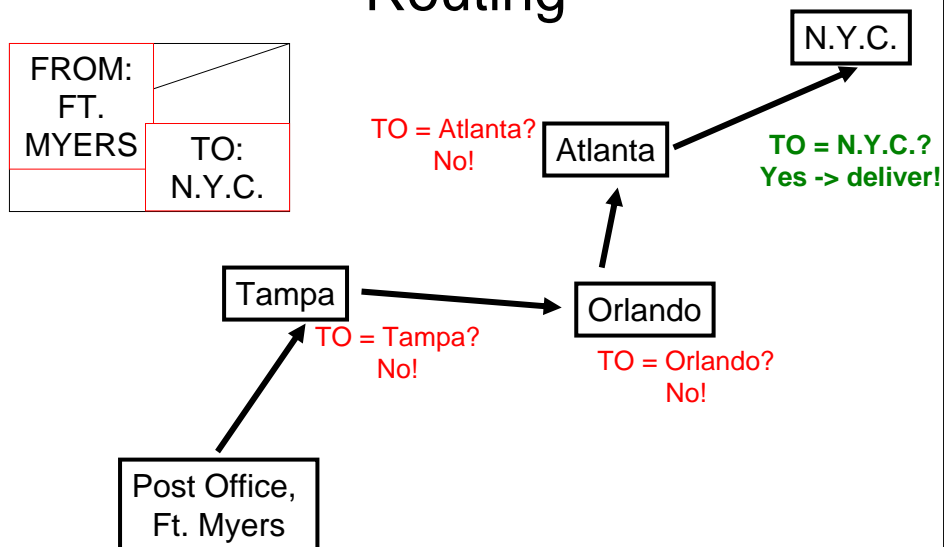 Routing
N.Y.C.
FROM:
FT.
MYERS
TO:
N.Y.C.
TO = Atlanta?
No!
Atlanta
TO = N.Y.C.?
Yes -> deliver!
Tampa
Orlando
TO = Tampa?
No!
TO = Orlando?
No!
Post Office,
Ft. Myers